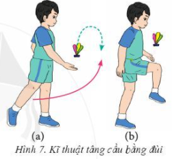 (a) (b)
Hình 7. Kĩ thuật tâng cầu bằng đùi